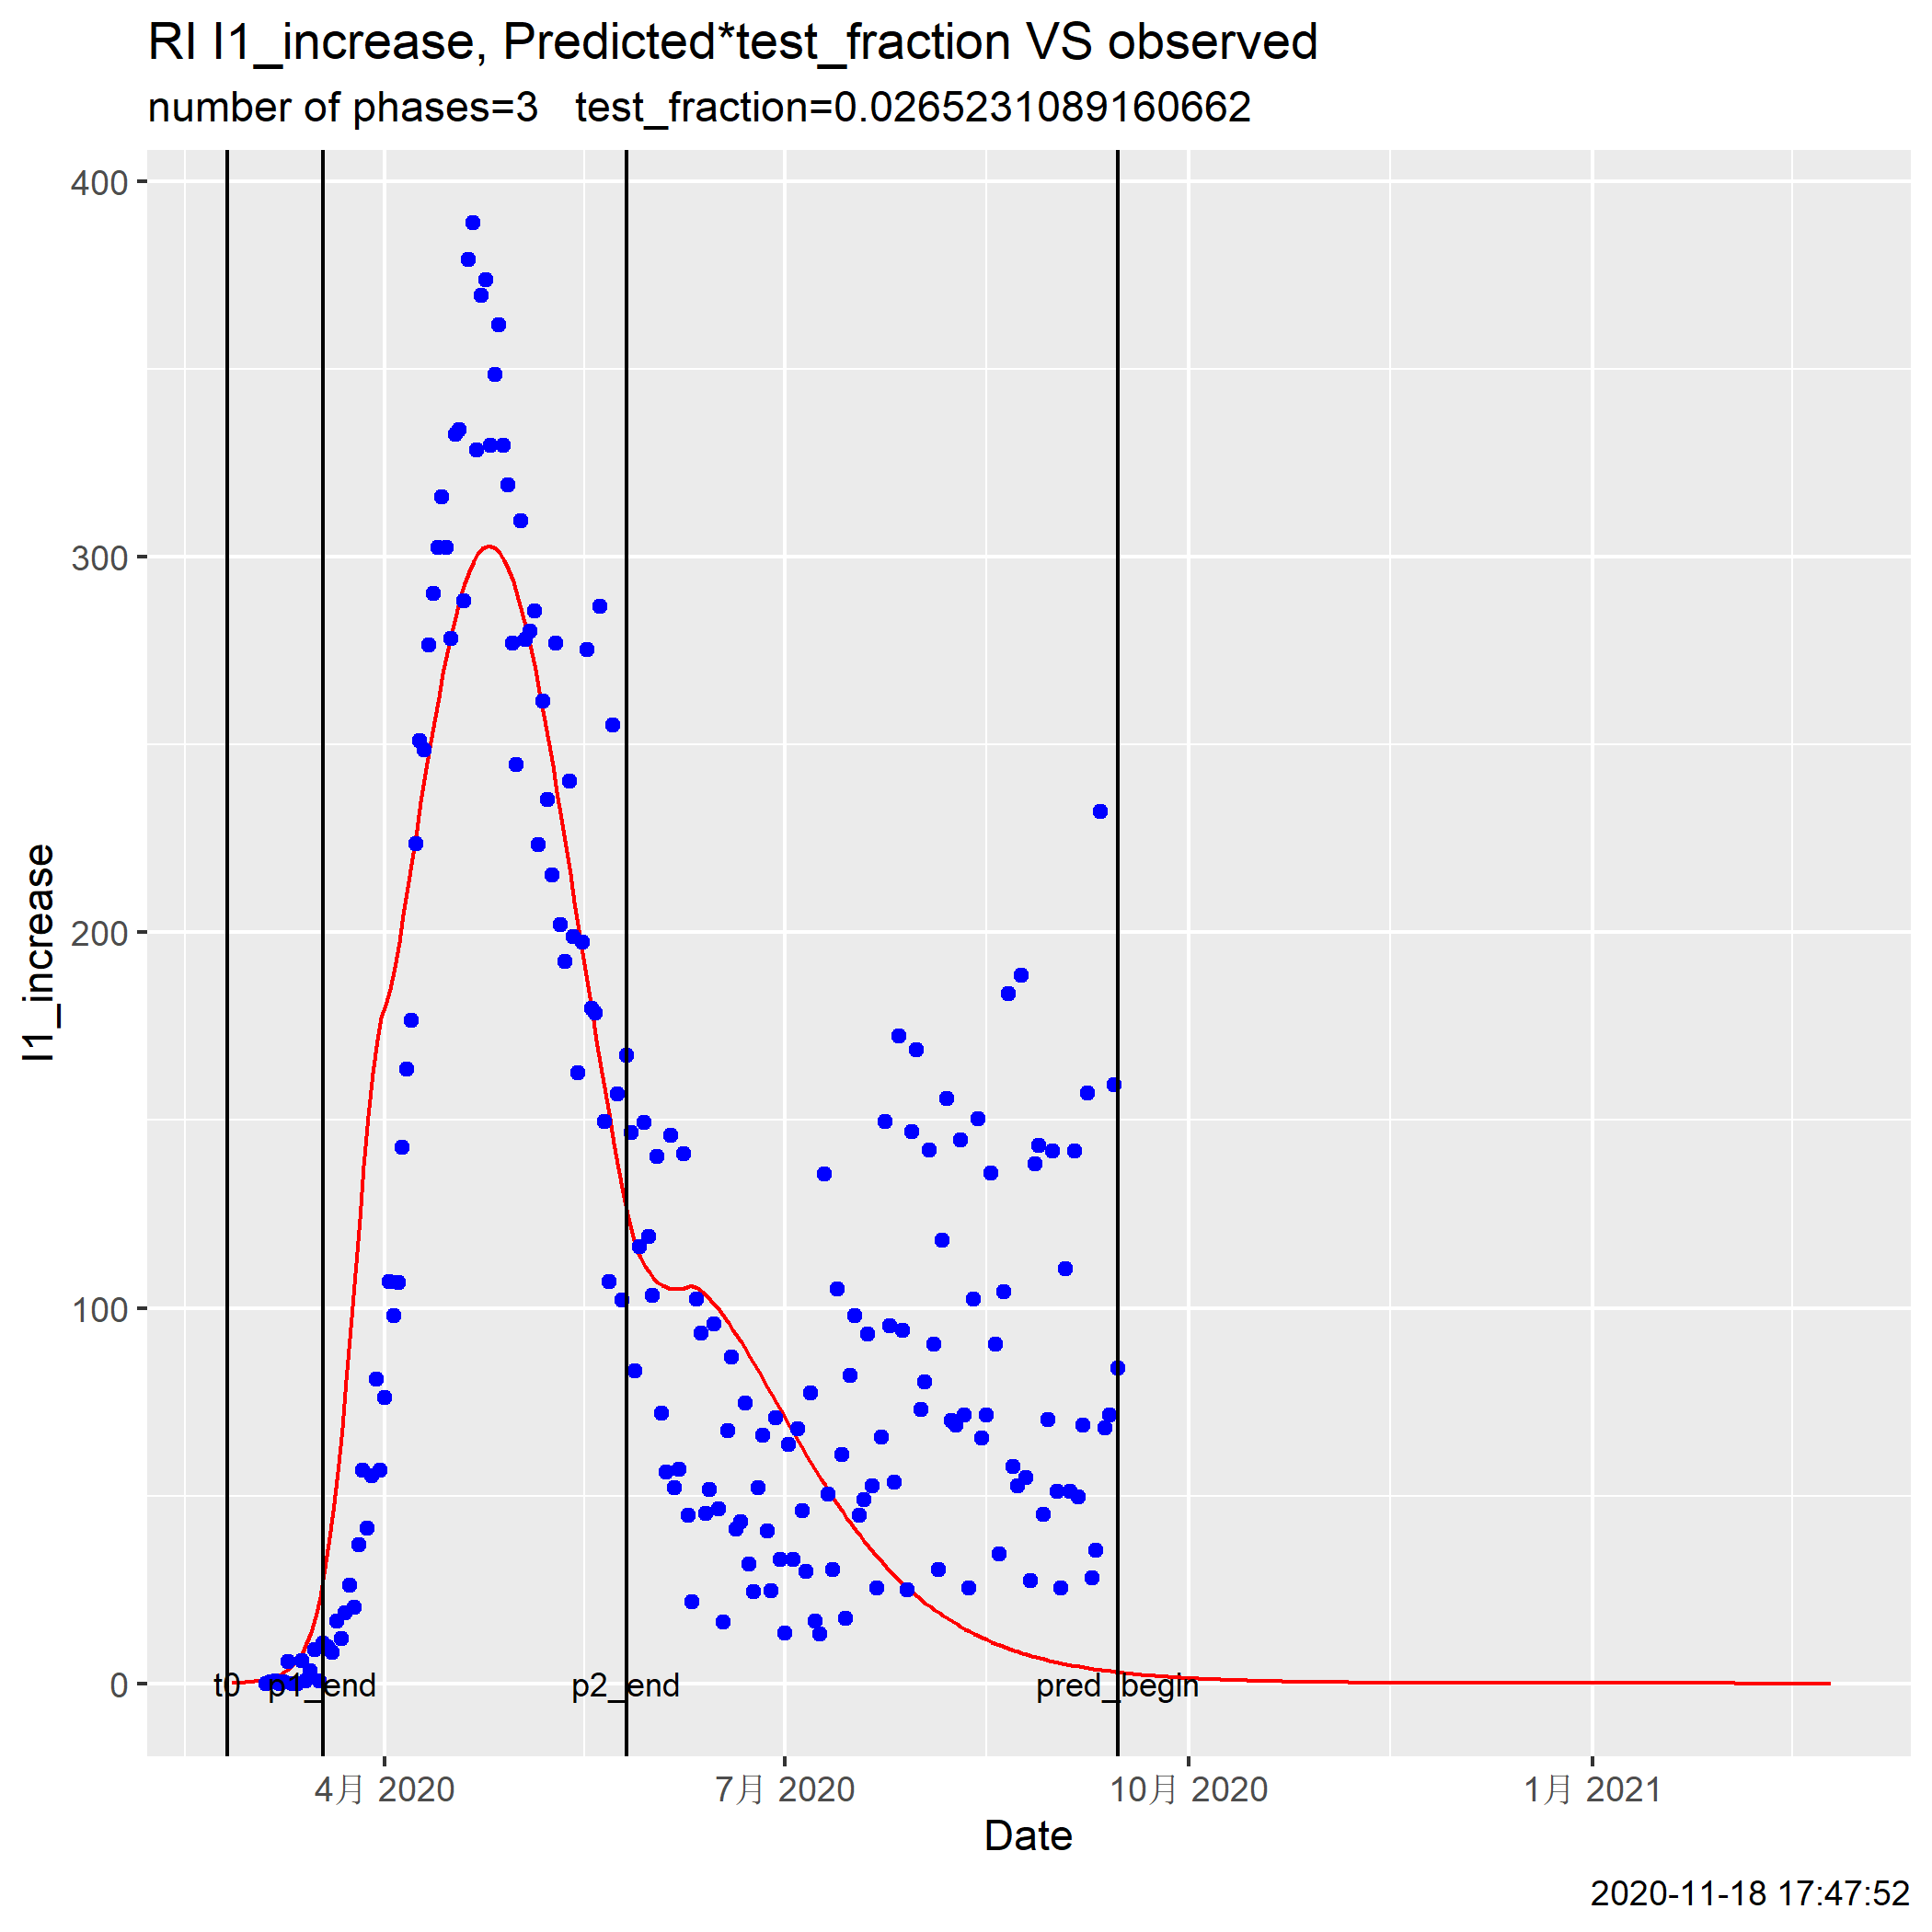 RI I1_increase, Predicted*test_fraction VS observed
number of phases=3   test_fraction=0.0265231089160662
400
300
200
100
0
I1_increase
t0
p1_end
p2_end
pred_begin
4月 2020
7月 2020
10月 2020
1月 2021
Date
2020-11-18 17:47:52